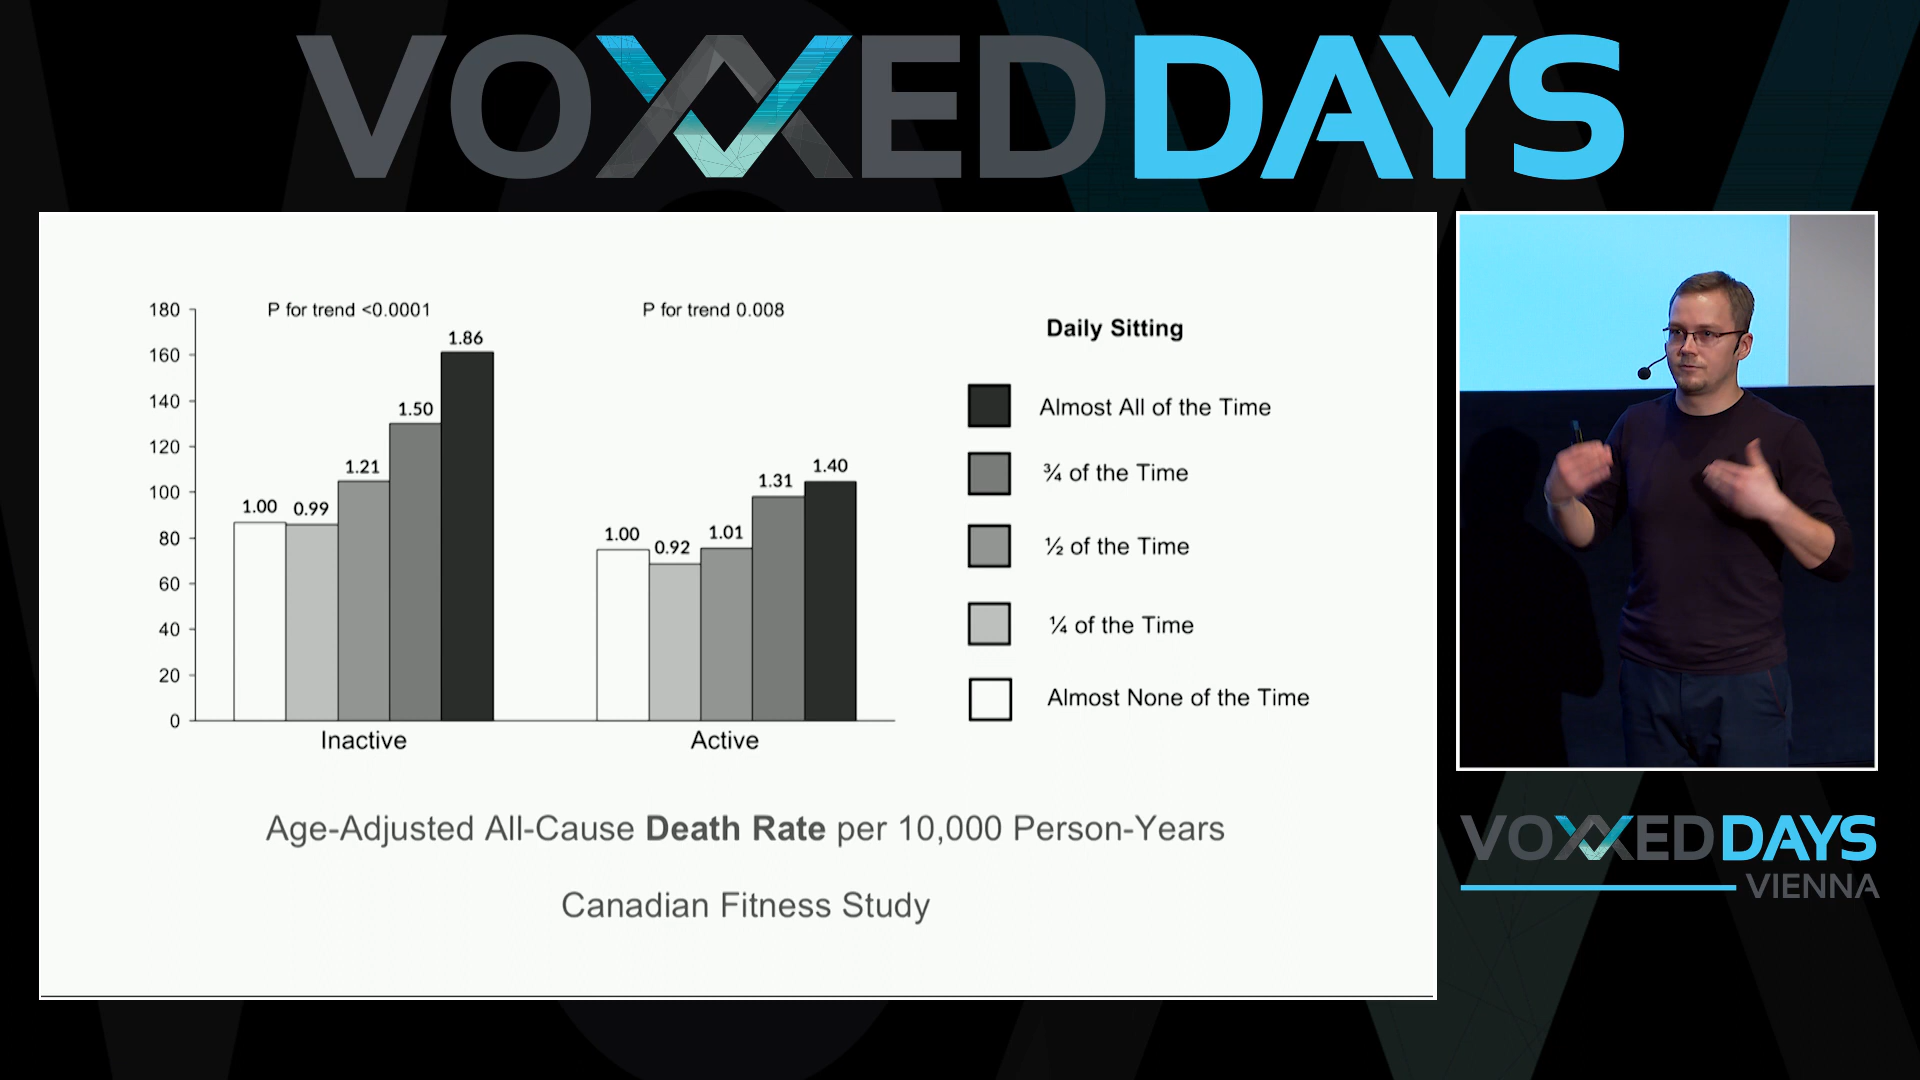 VOXXED DAYS
180
160
140
120
100
80
60
40
20
0
P for trend <0.0001
P for trend 0.008
1.00
0.99
1.21
1.50
1.86
1.00
0.92
1.01
1.31
1.40
Inactive
Active
Daily Sitting
Almost All of the Time
¾ of the Time
½ of the Time
¼ of the Time
Almost None of the Time
Age-Adjusted All-Cause Death Rate per 10,000 Person-Years
Canadian Fitness Study
VOXXED DAYS
VIENNA